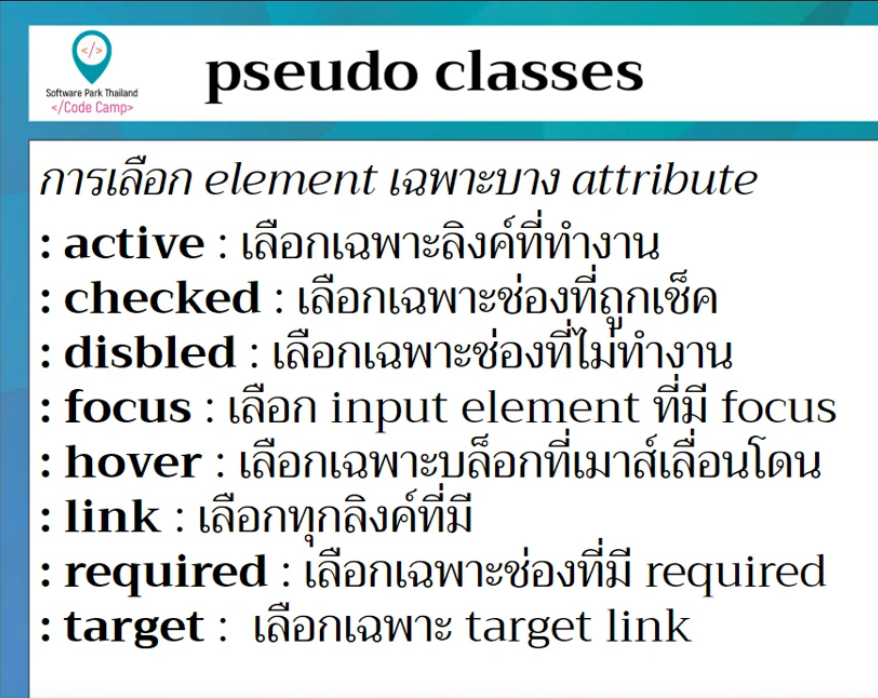 </>
Software Park Thailand
</Code Camp>
pseudo classes
การเลือก element เฉพาะบาง attribute
: active : เลือกเฉพาะลิงค์ที่ทำงาน
: checked : เลือกเฉพาะช่องที่ถูกเช็ค
: disbled : เลือกเฉพาะช่องที่ไม่ทำงาน
: focus : เลือก input element ที่มี focus
: hover : เลือกเฉพาะบล็อกที่เมาส์เลื่อนโดน
: link : เลือกทุกลิงค์ที่มี
: required : เลือกเฉพาะช่องที่มี required
: target : เลือกเฉพาะ target link